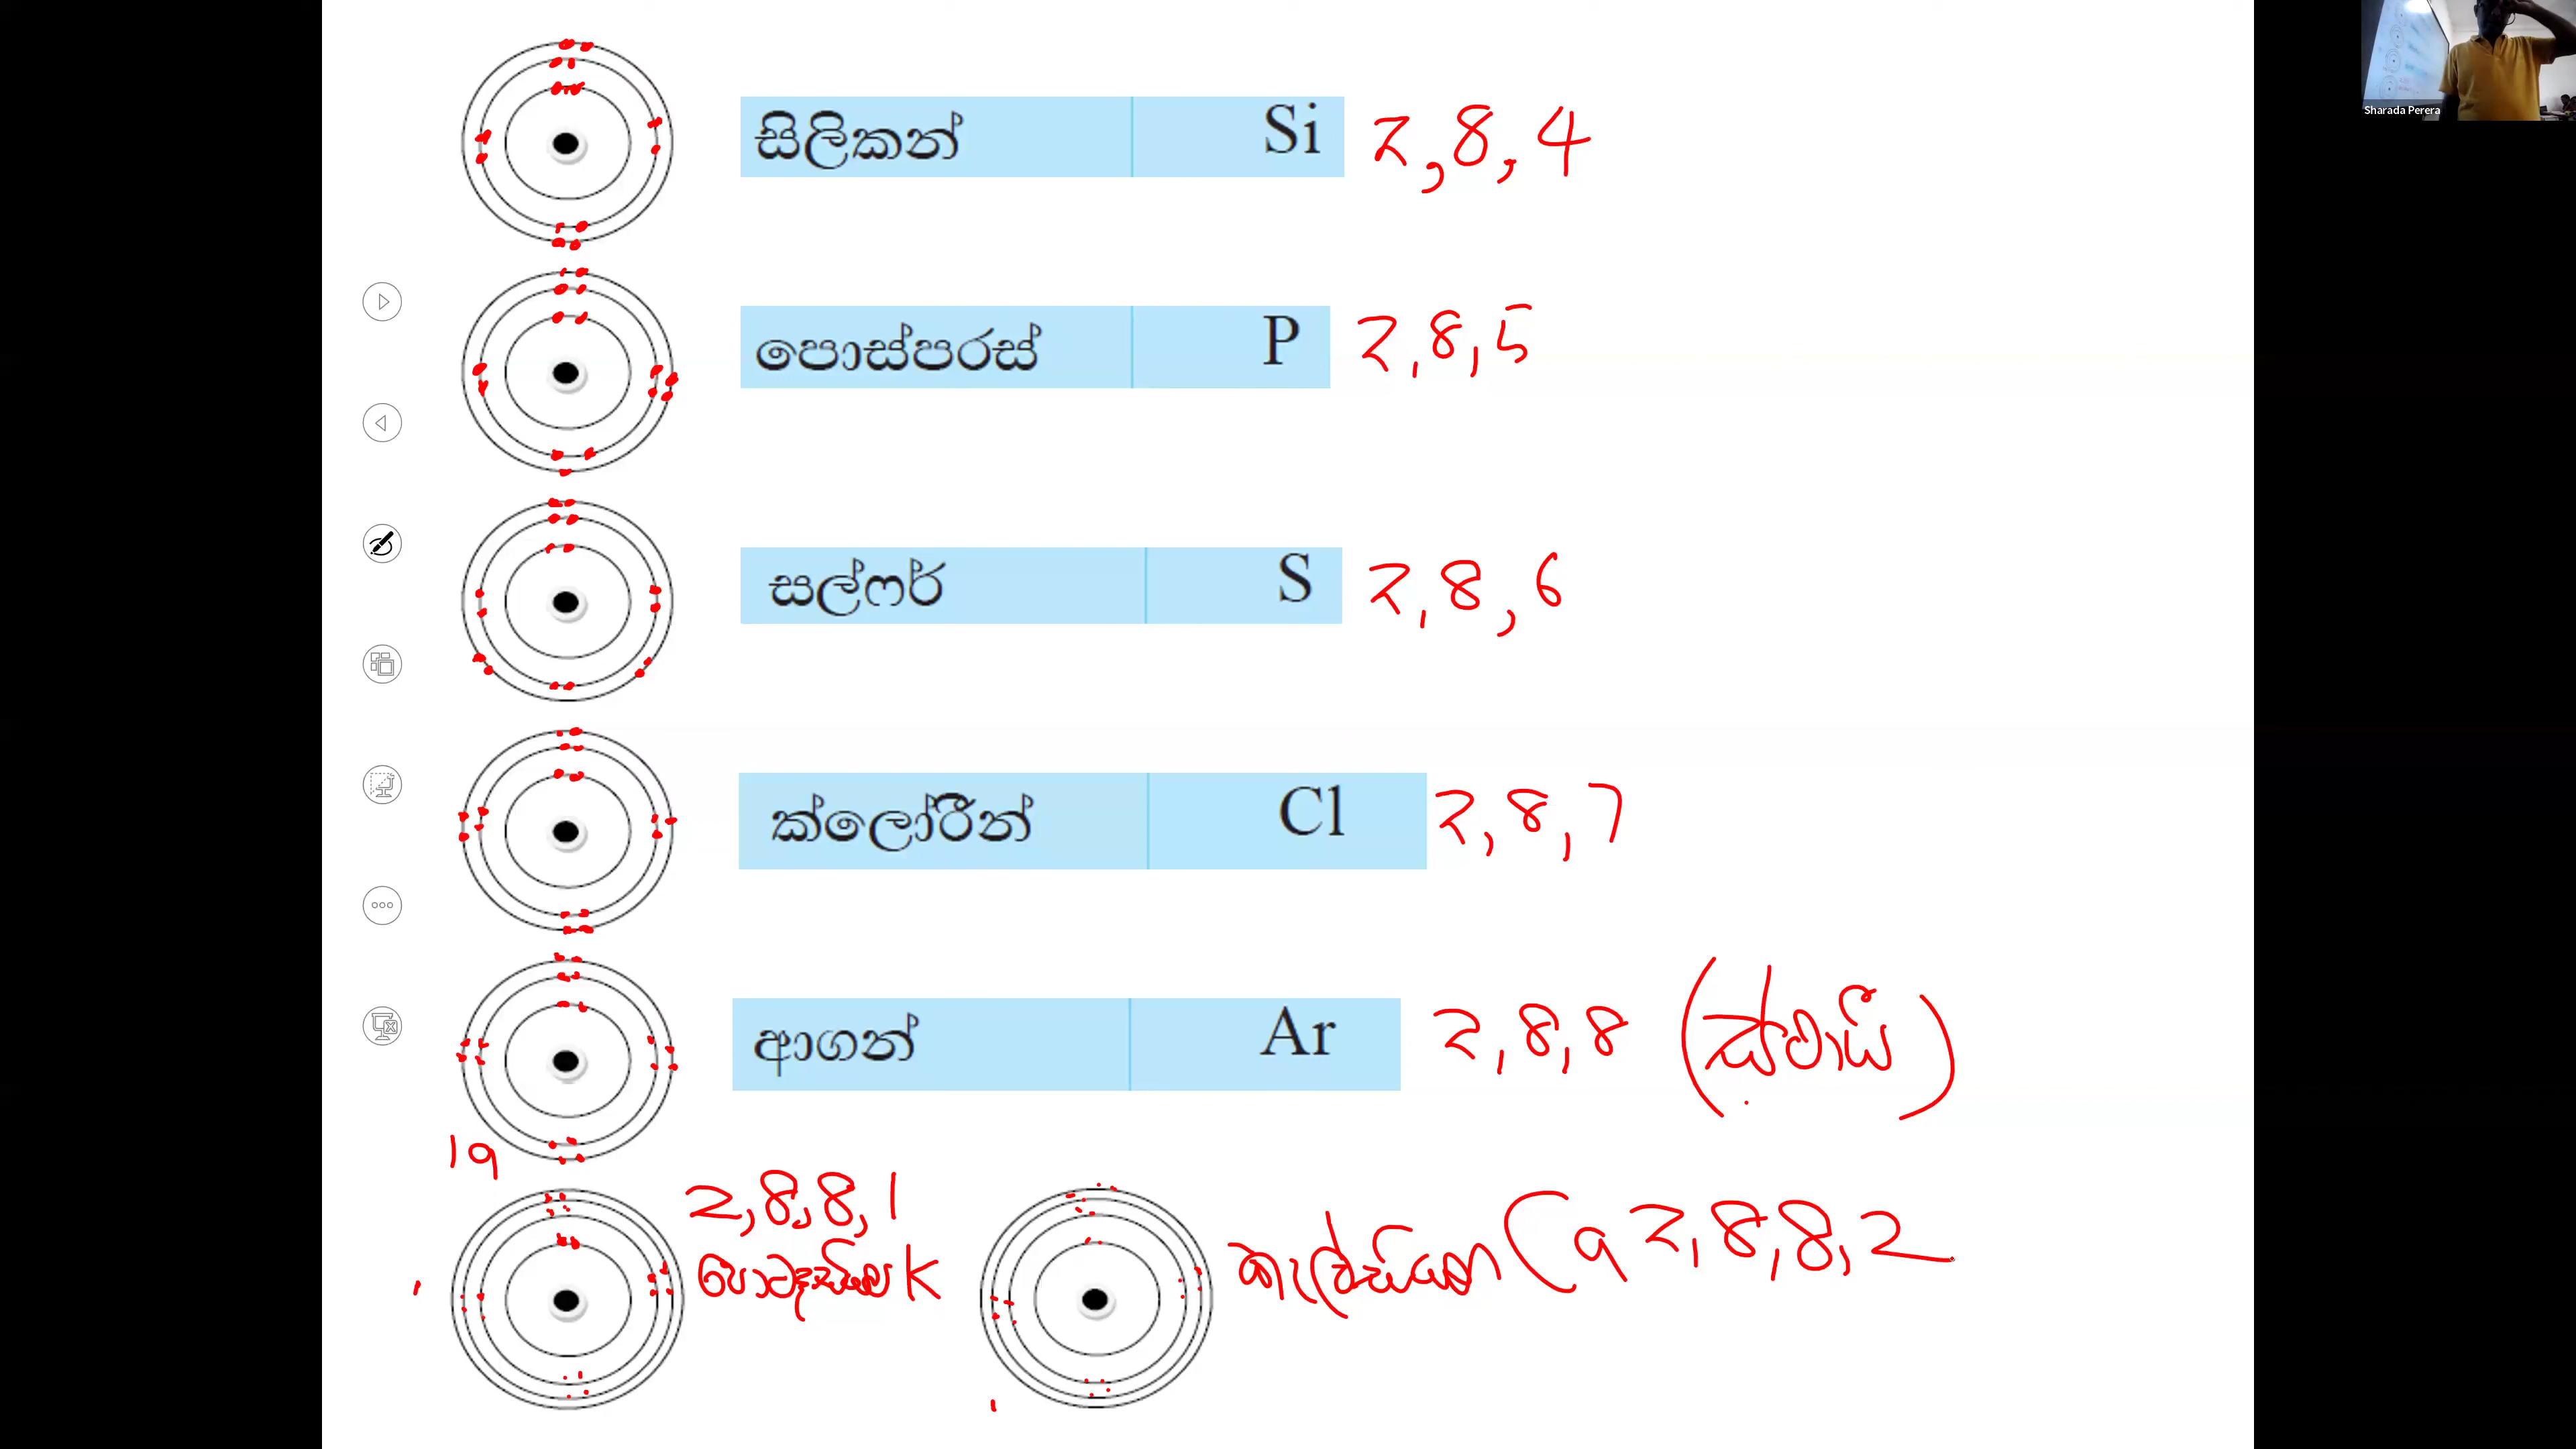 Sharada Perera
සිලිකන් Si 2,8,4
පොස්පරස් P 2,8,5
සල්ෆර් S 2,8,6
ක්ලෝරීන් Cl 2,8,7
ආගන් Ar 2,8,8 (ස්ථායී)
19
2,8,8,1
පොටෑසියම් K
කැල්සියම් Ca 2,8,8,2